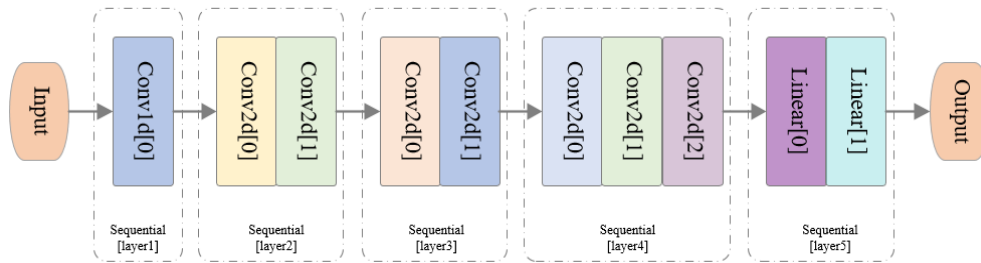 Input
Conv1d[0]
Sequential
[layer1]
Conv2d[0]
Conv2d[1]
Sequential
[layer2]
Conv2d[0]
Conv2d[1]
Sequential
[layer3]
Conv2d[0]
Conv2d[1]
Conv2d[2]
Sequential
[layer4]
Linear[0]
Linear[1]
Sequential
[layer5]
Output